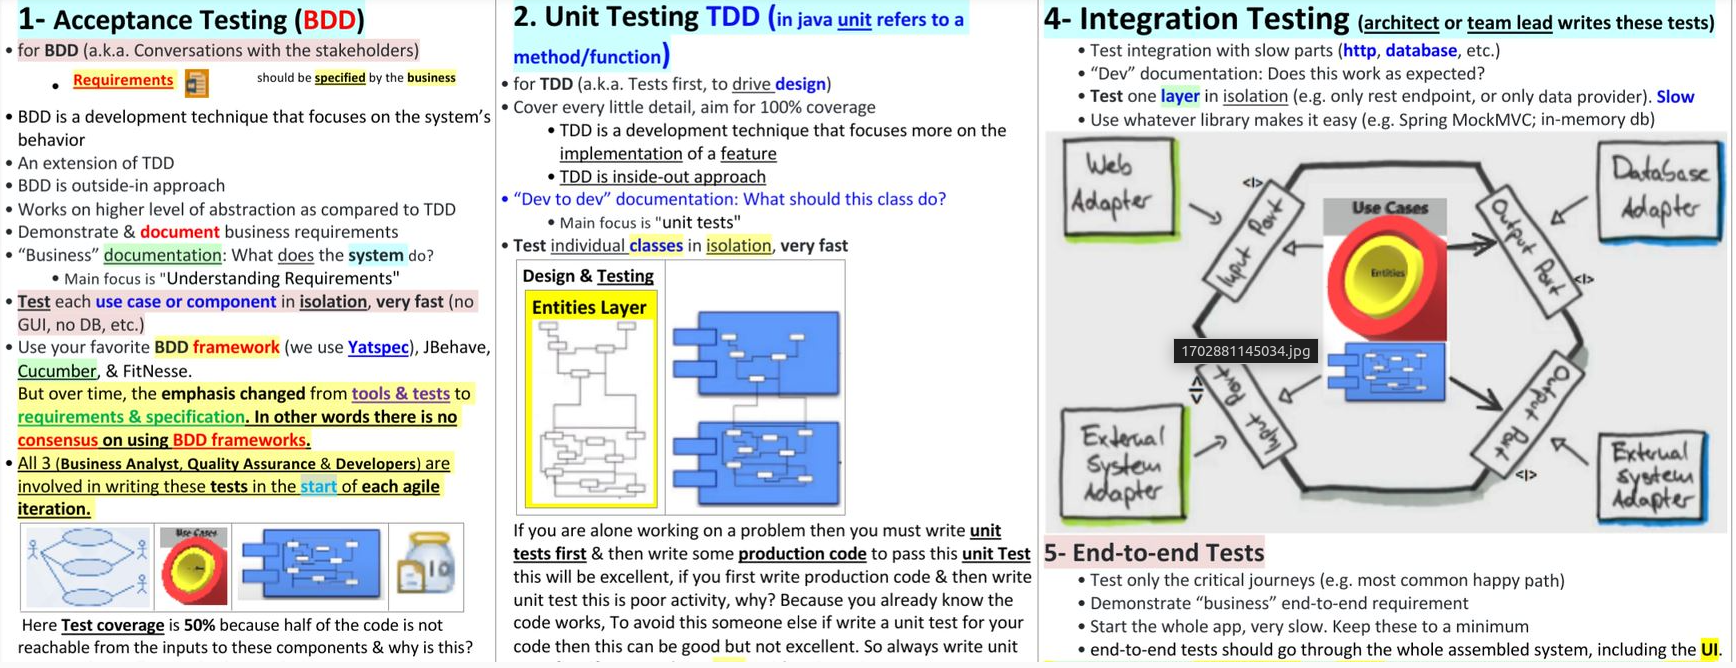 1- Acceptance Testing (BDD)
• for BDD (a.k.a. Conversations with the stakeholders)
• Requirements should be specified by the business
• BDD is a development technique that focuses on the system's
behavior
• An extension of TDD
• BDD is outside-in approach
• Works on higher level of abstraction as compared to TDD
• Demonstrate & document business requirements
• “Business” documentation: What does the system do?
• Main focus is "Understanding Requirements"
• Test each use case or component in isolation, very fast (no
GUI, no DB, etc.)
• Use your favorite BDD framework (we use Yatspec), JBehave,
Cucumber, & FitNesse.
But over time, the emphasis changed from tools & tests to
requirements & specification. In other words there is no
consensus on using BDD frameworks.
• All 3 (Business Analyst, Quality Assurance & Developers) are
involved in writing these tests in the start of each agile
iteration.
Use Cases
Here Test coverage is 50% because half of the code is not
reachable from the inputs to these components & why is this?
2. Unit Testing TDD (in java unit refers to a
method/function)
• for TDD (a.k.a. Tests first, to drive design)
• Cover every little detail, aim for 100% coverage
• TDD is a development technique that focuses more on the
implementation of a feature
• TDD is inside-out approach
• “Dev to dev” documentation: What should this class do?
• Main focus is "unit tests"
• Test individual classes in isolation, very fast
Design & Testing
Entities Layer
If you are alone working on a problem then you must write unit
tests first & then write some production code to pass this unit Test
this will be excellent, if you first write production code & then write
unit test this is poor activity, why? Because you already know the
code works, To avoid this someone else if write a unit test for your
code then this can be good but not excellent. So always write unit
4- Integration Testing (architect or team lead writes these tests)
• Test integration with slow parts (http, database, etc.)
• “Dev” documentation: Does this work as expected?
• Test one layer in isolation (e.g. only rest endpoint, or only data provider). Slow
• Use whatever library makes it easy (e.g. Spring MockMVC; in-memory db)
Web
Adapter
Database
Adapter
<I>
Input Port
Use Cases
Entities
Output Port
<I>
1702881145034.jpg
<I>
Input Port
Output Port
<I>
External
System
Adapter
External
System
Adapter
5- End-to-end Tests
• Test only the critical journeys (e.g. most common happy path)
• Demonstrate “business” end-to-end requirement
• Start the whole app, very slow. Keep these to a minimum
• end-to-end tests should go through the whole assembled system, including the UI.